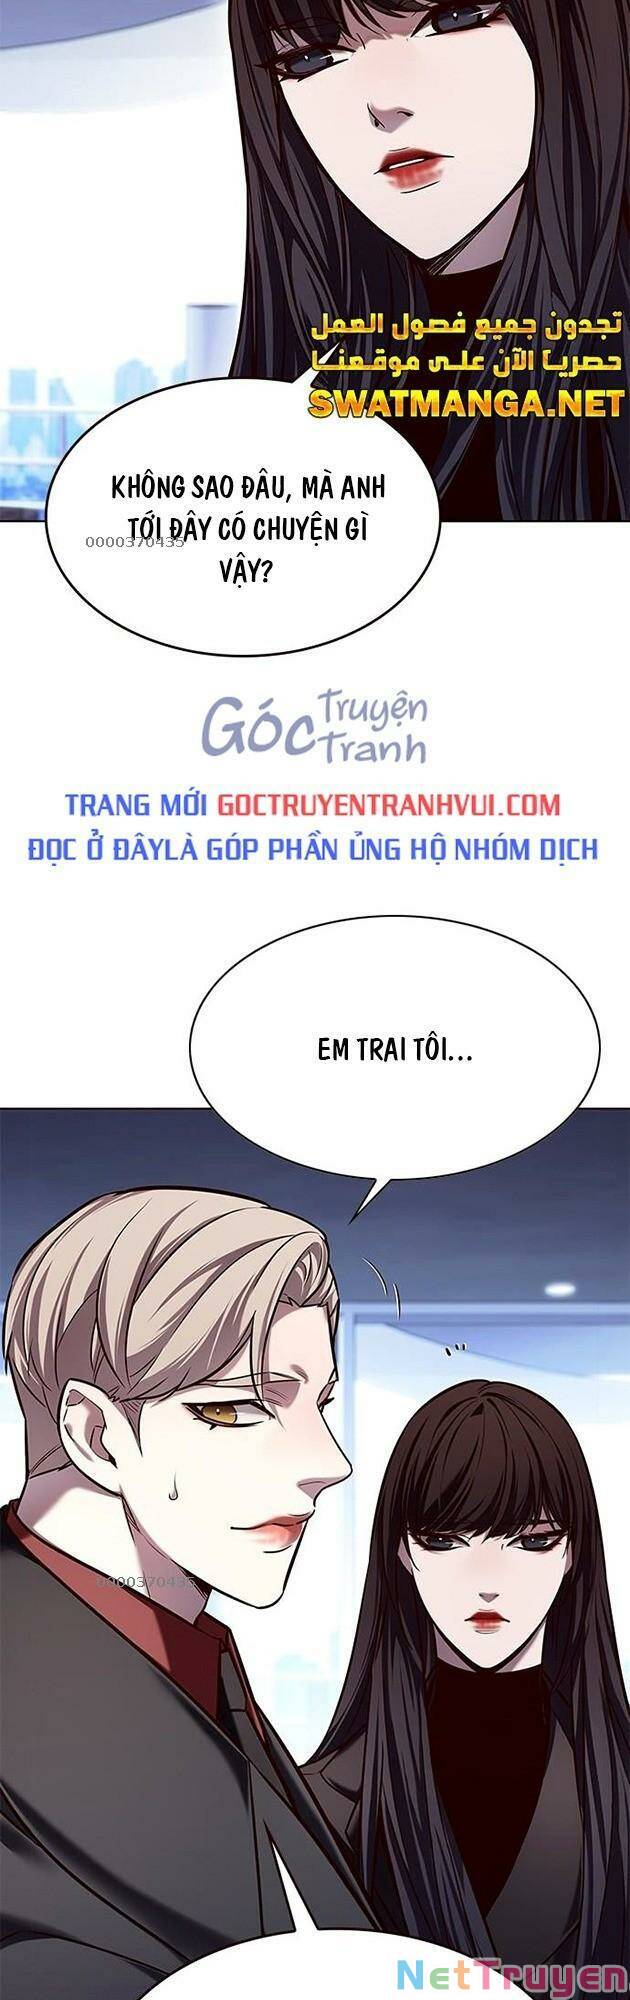 تجدون جميع فصول العمل
حصريا الآن على موقعنا
SWATMANGA.NET
KHÔNG SAO ĐÂU, MÀ ANH
TỚI ĐÂY CÓ CHUYỆN GÌ
0000370435
VẬY?
Góc Truyện
Tranh
TRANG MỚI GOCTRUYENTRANHVUI.COM
ĐỌC Ở ĐÂYLÀ GÓP PHẦN ỦNG HỘ NHÓM DỊCH
EM TRAI TÔI...
0000370435
NetTruyen